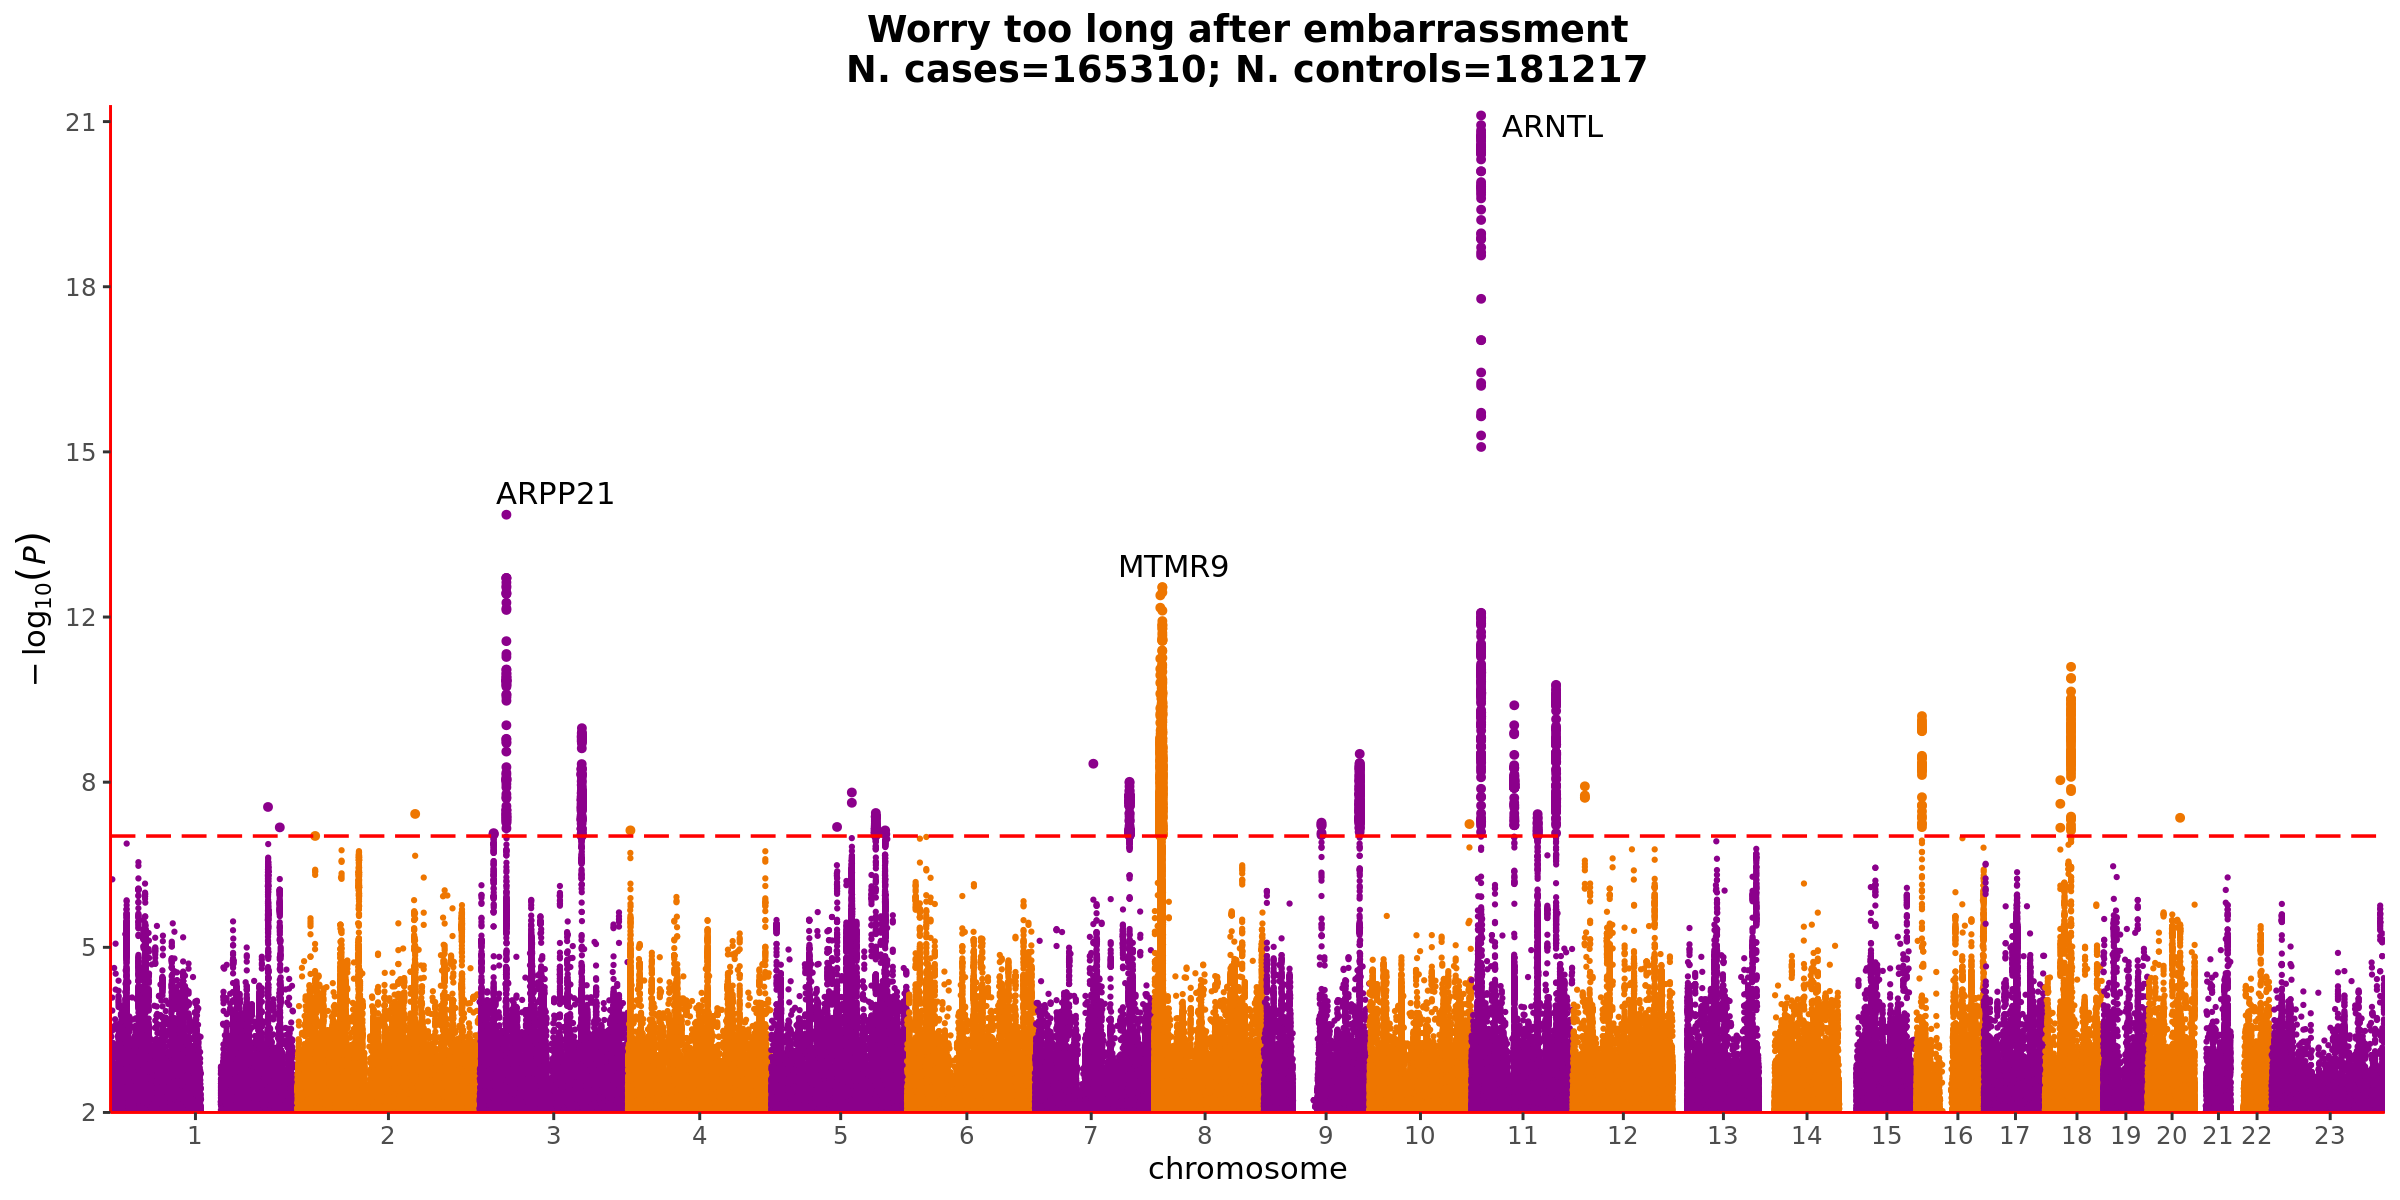 Worry too long after embarrassment
N. cases=165310; N. controls=181217
21
ARNTL
18
15
ARPP21
MTMR9
12
− log10(P)
8
5
2
1 2 3 4 5 6 7 8 9 10 11 12 13 14 15 16 17 18 19 20 21 22 23
chromosome